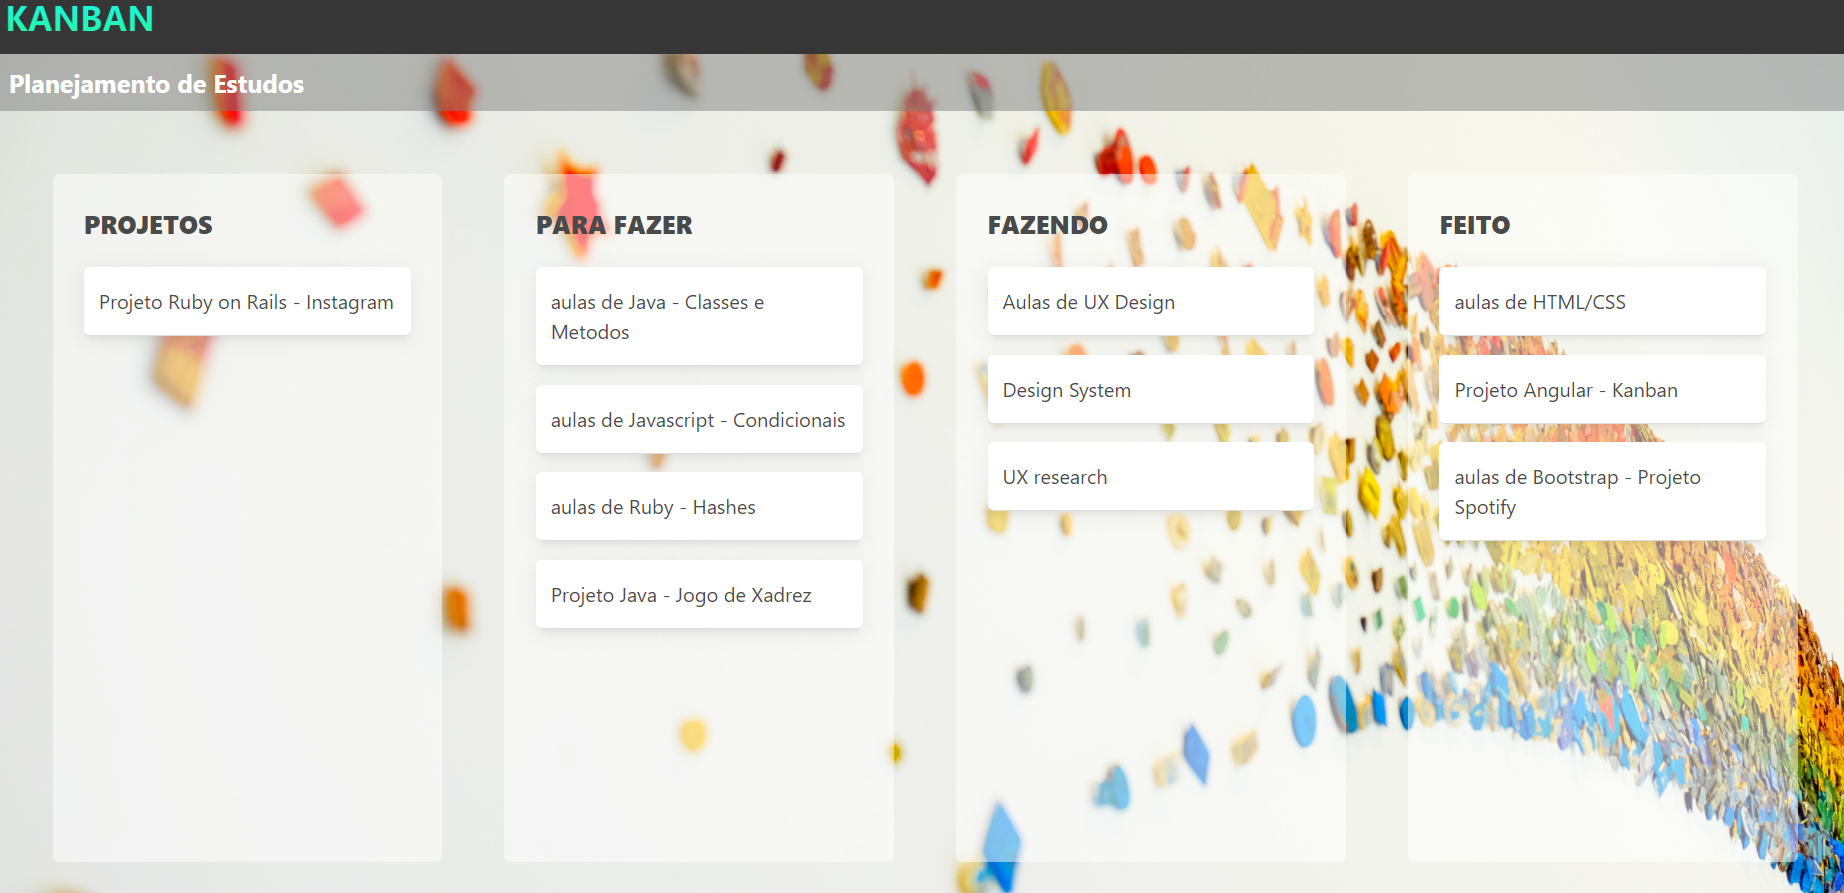 KANBAN
Planejamento de Estudos
PROJETOS
Projeto Ruby on Rails - Instagram
PARA FAZER
aulas de Java - Classes e
Metodos
aulas de Javascript - Condicionais
aulas de Ruby - Hashes
Projeto Java - Jogo de Xadrez
FAZENDO
Aulas de UX Design
Design System
UX research
FEITO
aulas de HTML/CSS
Projeto Angular - Kanban
aulas de Bootstrap - Projeto
Spotify